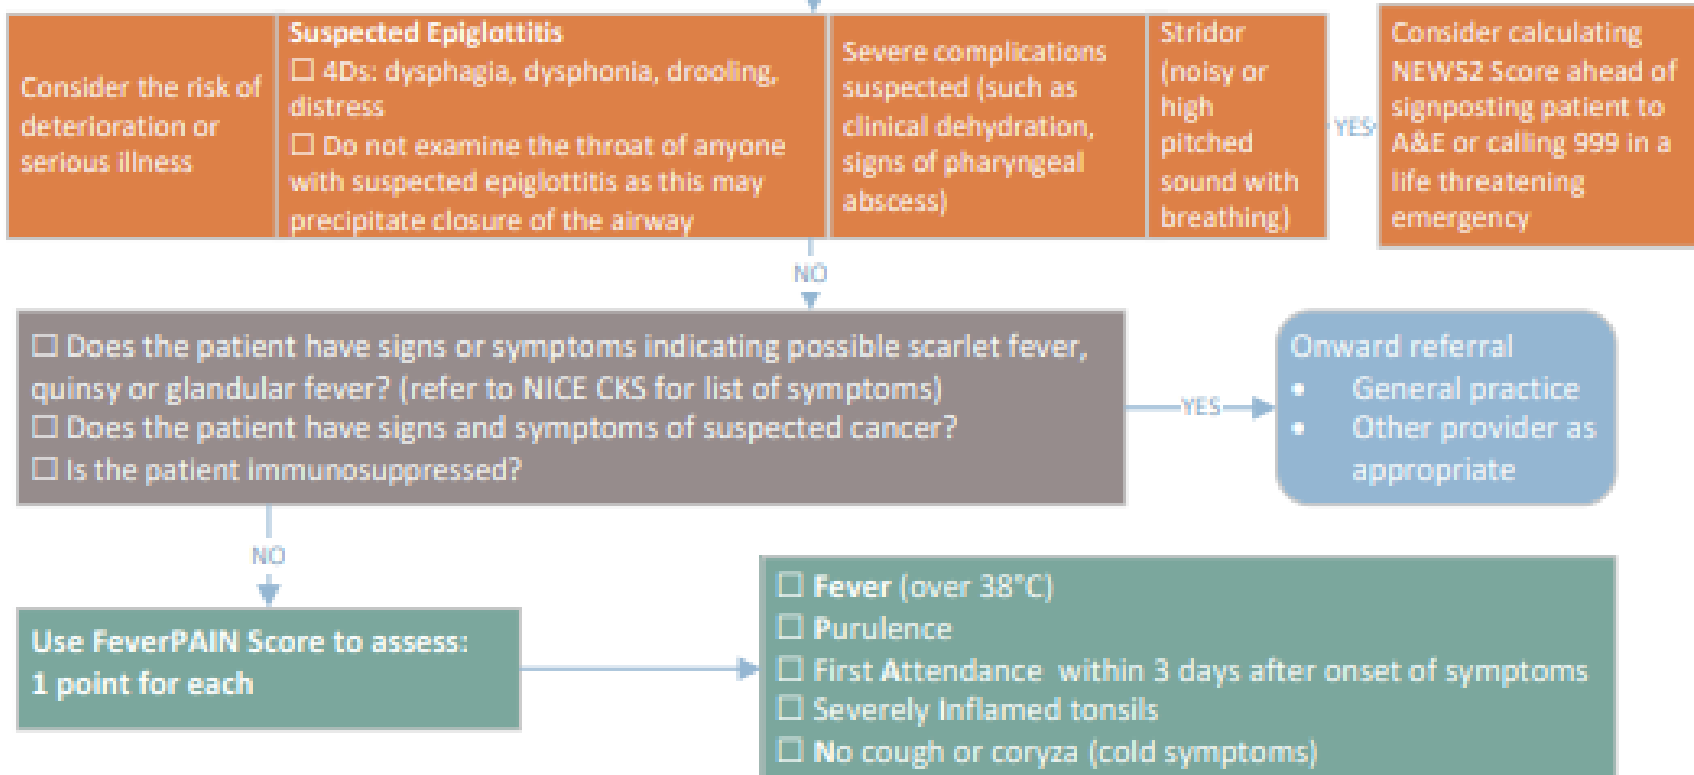 Consider the risk of
deterioration or
serious illness
Suspected Epiglottitis
☐ 4Ds: dysphagia, dysphonia, drooling,
distress
☐ Do not examine the throat of anyone
with suspected epiglottitis as this may
precipitate closure of the airway
Severe complications
suspected (such as
clinical dehydration,
signs of pharyngeal
abscess)
Stridor
(noisy or
high
pitched
sound with
breathing)
YES
Consider calculating
NEWS2 Score ahead of
signposting patient to
A&E or calling 999 in a
life threatening
emergency
NO
☐ Does the patient have signs or symptoms indicating possible scarlet fever,
quinsy or glandular fever? (refer to NICE CKS for list of symptoms)
☐ Does the patient have signs and symptoms of suspected cancer?
☐ Is the patient immunosuppressed?
YES
Onward referral
• General practice
• Other provider as
appropriate
NO
Use FeverPAIN Score to assess:
1 point for each
☐ Fever (over 38°C)
☐ Purulence
☐ First Attendance within 3 days after onset of symptoms
☐ Severely Inflamed tonsils
☐ No cough or coryza (cold symptoms)